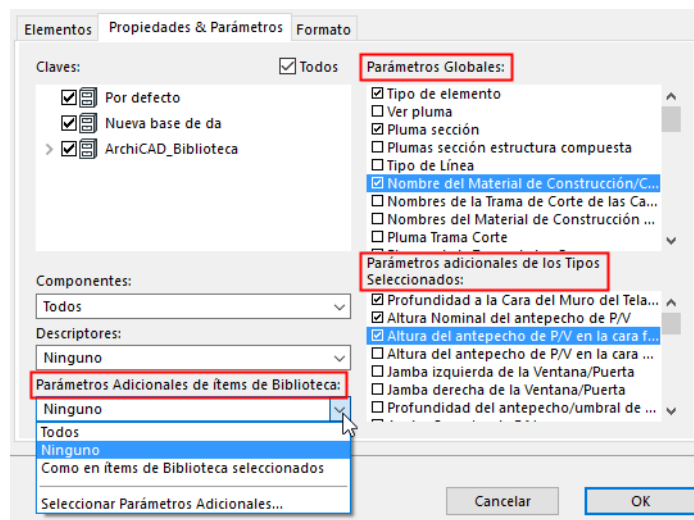 Elementos
Propiedades & Parámetros
Formato
Claves:
Todos
Por defecto
Nueva base de da
ArchiCAD_Biblioteca
Componentes:
Todos
Descriptores:
Ninguno
Parámetros Adicionales de ítems de Biblioteca:
Ninguno
Todos
Ninguno
Como en ítems de Biblioteca seleccionados
Seleccionar Parámetros Adicionales...
Parámetros Globales:
Tipo de elemento
Ver pluma
Pluma sección
Plumas sección estructura compuesta
Tipo de Línea
Nombre del Material de Construcción/C...
Nombres de la Trama de Corte de las Ca...
Nombres del Material de Construcción ...
Pluma Trama Corte
Parámetros adicionales de los Tipos
Seleccionados:
Profundidad a la Cara del Muro del Tela...
Altura Nominal del antepecho de P/V
Altura del antepecho de P/V en la cara f...
Altura del antepecho de P/V en la cara ...
Jamba izquierda de la Ventana/Puerta
Jamba derecha de la Ventana/Puerta
Profundidad del antepecho/umbral de ...
Cancelar
OK